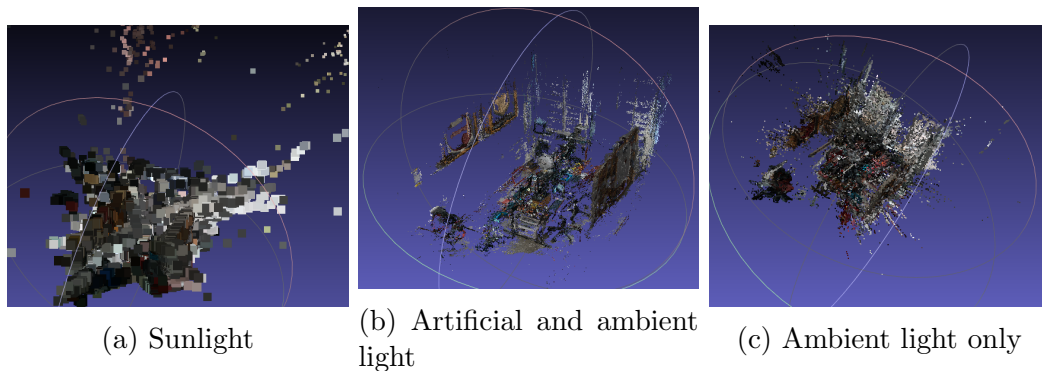 (a) Sunlight
(b) Artificial and ambient
light
(c) Ambient light only